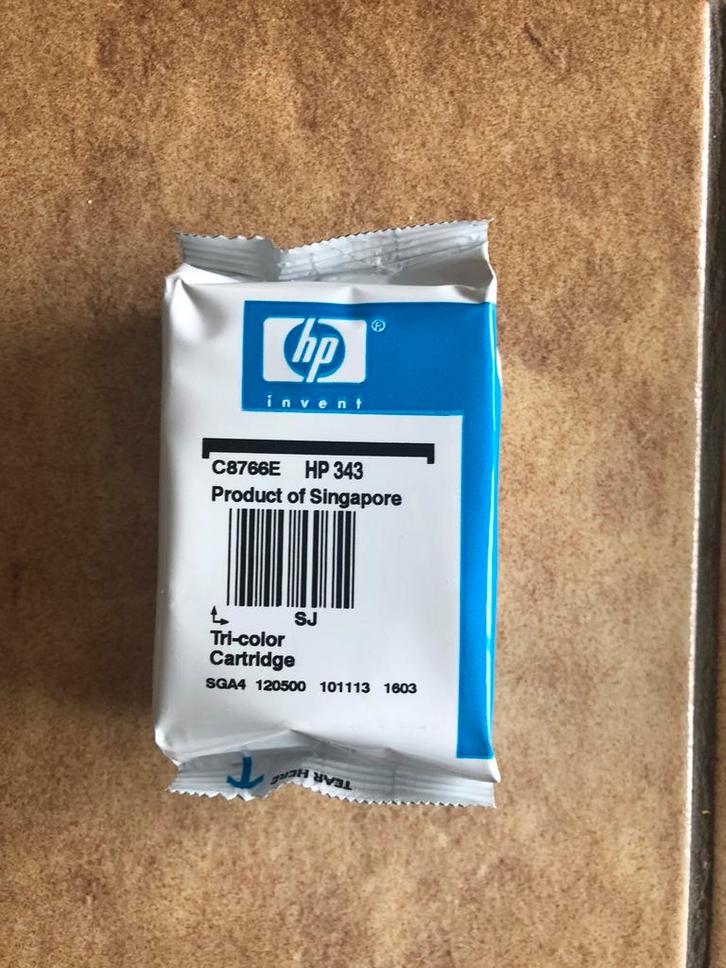 hp ®
invent
C8766E HP 343
Product of Singapore
SJ
Tri-color
Cartridge
SGA4 120500 101113 1603
TEAR HERE